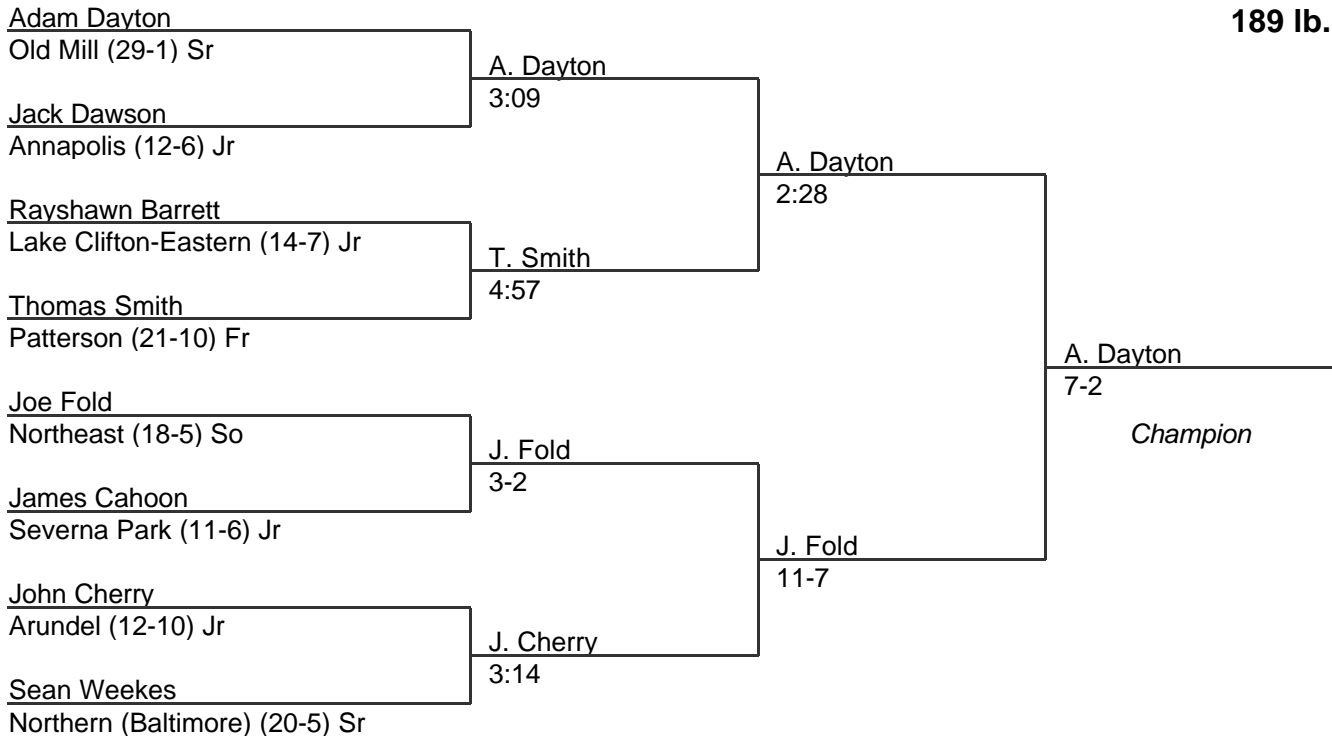 189 lb.
Adam Dayton
Old Mill (29-1) Sr
A. Dayton
3:09
Jack Dawson
Annapolis (12-6) Jr
A. Dayton
2:28
Rayshawn Barrett
Lake Clifton-Eastern (14-7) Jr
T. Smith
4:57
Thomas Smith
Patterson (21-10) Fr
A. Dayton
7-2
Champion
Joe Fold
Northeast (18-5) So
J. Fold
3-2
James Cahoon
Severna Park (11-6) Jr
J. Fold
11-7
John Cherry
Arundel (12-10) Jr
J. Cherry
3:14
Sean Weekes
Northern (Baltimore) (20-5) Sr